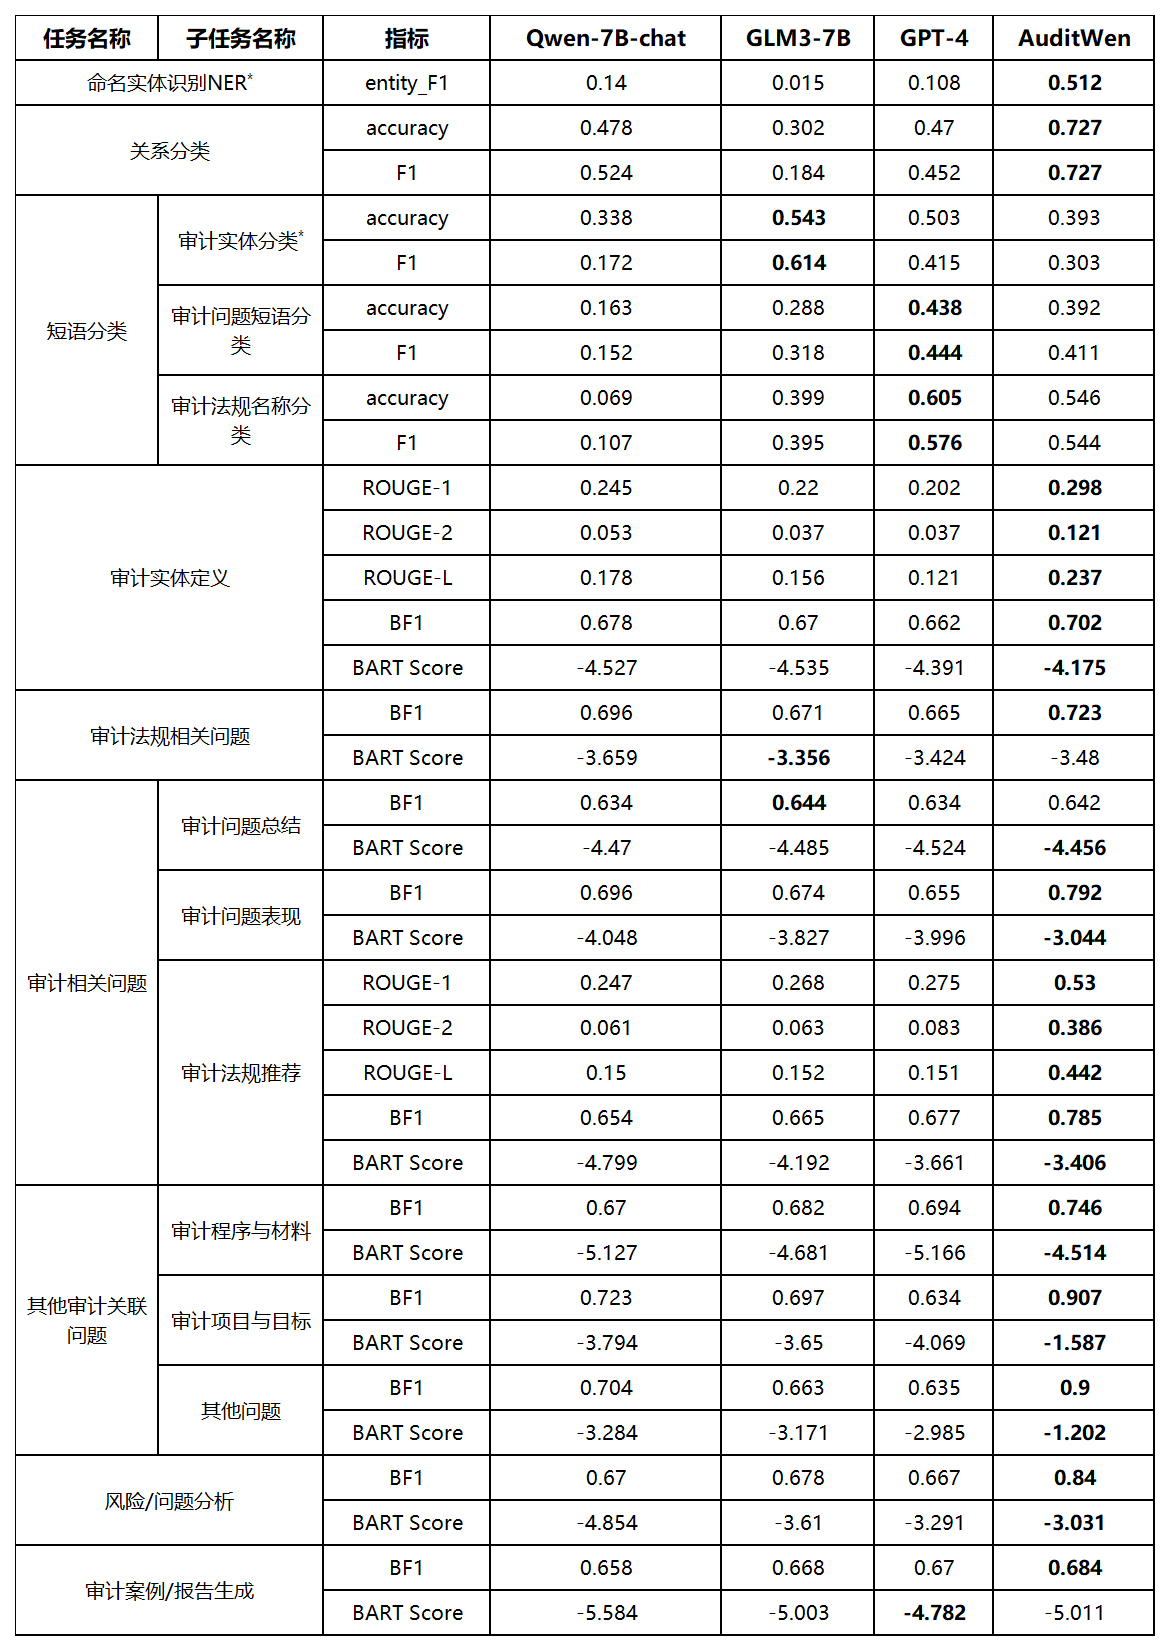 任务名称 子任务名称 指标 Qwen-7B-chat GLM3-7B GPT-4 AuditWen
命名实体识别NER* entity_F1 0.14 0.015 0.108 0.512
关系分类 accuracy 0.478 0.302 0.47 0.727
F1 0.524 0.184 0.452 0.727
短语分类 审计实体分类* accuracy 0.338 0.543 0.503 0.393
F1 0.172 0.614 0.415 0.303
审计问题短语分
类 accuracy 0.163 0.288 0.438 0.392
F1 0.152 0.318 0.444 0.411
审计法规名称分
类 accuracy 0.069 0.399 0.605 0.546
F1 0.107 0.395 0.576 0.544
审计实体定义 ROUGE-1 0.245 0.22 0.202 0.298
ROUGE-2 0.053 0.037 0.037 0.121
ROUGE-L 0.178 0.156 0.121 0.237
BF1 0.678 0.67 0.662 0.702
BART Score -4.527 -4.535 -4.391 -4.175
审计法规相关问题 BF1 0.696 0.671 0.665 0.723
BART Score -3.659 -3.356 -3.424 -3.48
审计相关问题 审计问题总结 BF1 0.634 0.644 0.634 0.642
BART Score -4.47 -4.485 -4.524 -4.456
审计问题表现 BF1 0.696 0.674 0.655 0.792
BART Score -4.048 -3.827 -3.996 -3.044
审计法规推荐 ROUGE-1 0.247 0.268 0.275 0.53
ROUGE-2 0.061 0.063 0.083 0.386
ROUGE-L 0.15 0.152 0.151 0.442
BF1 0.654 0.665 0.677 0.785
BART Score -4.799 -4.192 -3.661 -3.406
其他审计关联
问题 审计程序与材料 BF1 0.67 0.682 0.694 0.746
BART Score -5.127 -4.681 -5.166 -4.514
审计项目与目标 BF1 0.723 0.697 0.634 0.907
BART Score -3.794 -3.65 -4.069 -1.587
其他问题 BF1 0.704 0.663 0.635 0.9
BART Score -3.284 -3.171 -2.985 -1.202
风险/问题分析 BF1 0.67 0.678 0.667 0.84
BART Score -4.854 -3.61 -3.291 -3.031
审计案例/报告生成 BF1 0.658 0.668 0.67 0.684
BART Score -5.584 -5.003 -4.782 -5.011